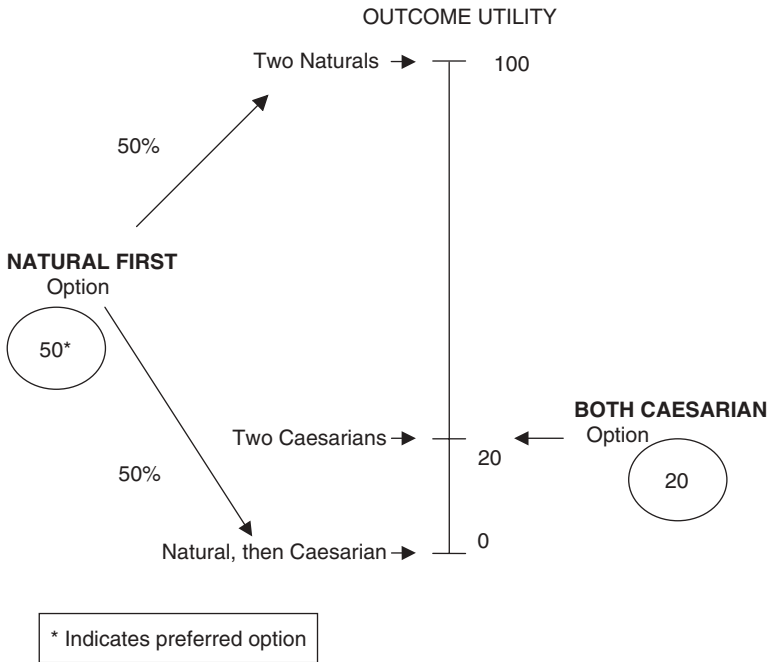 OUTCOME UTILITY
Two Naturals
100
50%
NATURAL FIRST
Option
50*
BOTH CAESARIAN
Two Caesarians
Option
20
50%
20
Natural, then Caesarian
0
* Indicates preferred option